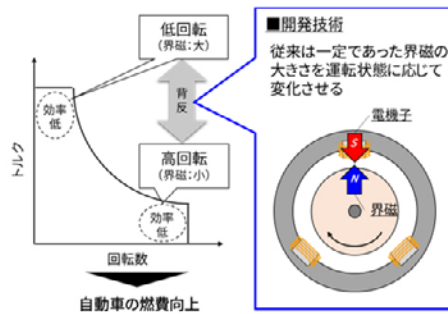 低回転
(界磁:大)
背反
高回転
(界磁:小)
効率
低
効率
低
トルク
回転数
自動車の燃費向上
■開発技術
従来は一定であった界磁の
大きさを運転状態に応じて
変化させる
電機子
S
N
界磁